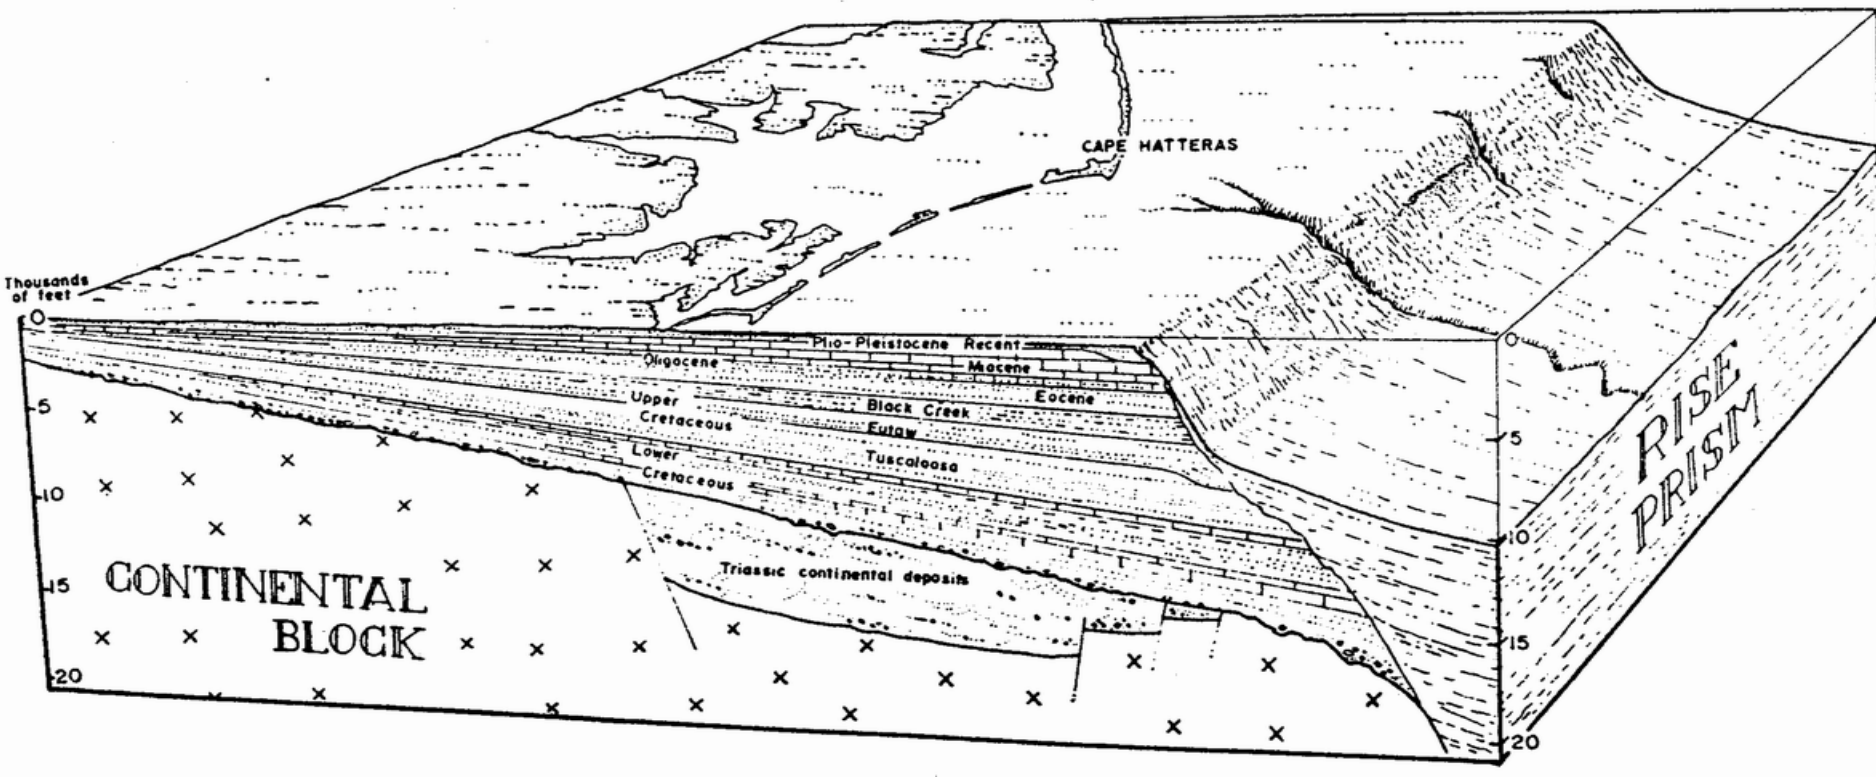 CAPE HATTERAS
Thousands
of feet
0
5
10
15
20
Plio-Pleistocene Recent
Oligocene
Miocene
Eocene
Upper
Cretaceous
Black Creek
Eutaw
Tuscaloosa
Lower
Cretaceous
Triassic continental deposits
CONTINENTAL
BLOCK
0
5
10
15
20
RISE
PRISM